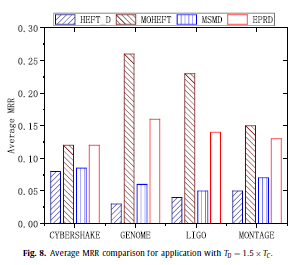 HEFT_D MOHEFT MSMD EPRD
0.30
0.25
0.20
0.15
0.10
0.05
0.00
Average MRR
CYBERSHAKE GENOME LIGO MONTAGE
Fig. 8. Average MRR comparison for application with T_D = 1.5 × T_C.